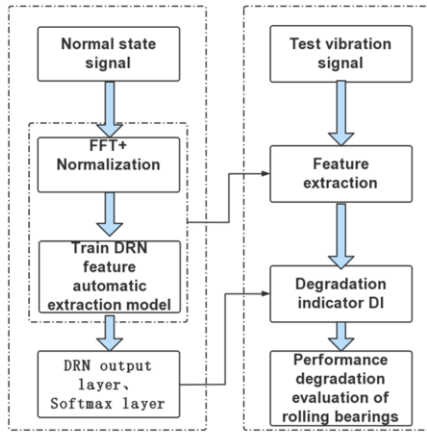 Normal state
signal
FFT+
Normalization
Train DRN
feature
automatic
extraction model
DRN output
layer、
Softmax layer
Test vibration
signal
Feature
extraction
Degradation
indicator DI
Performance
degradation
evaluation of
rolling bearings